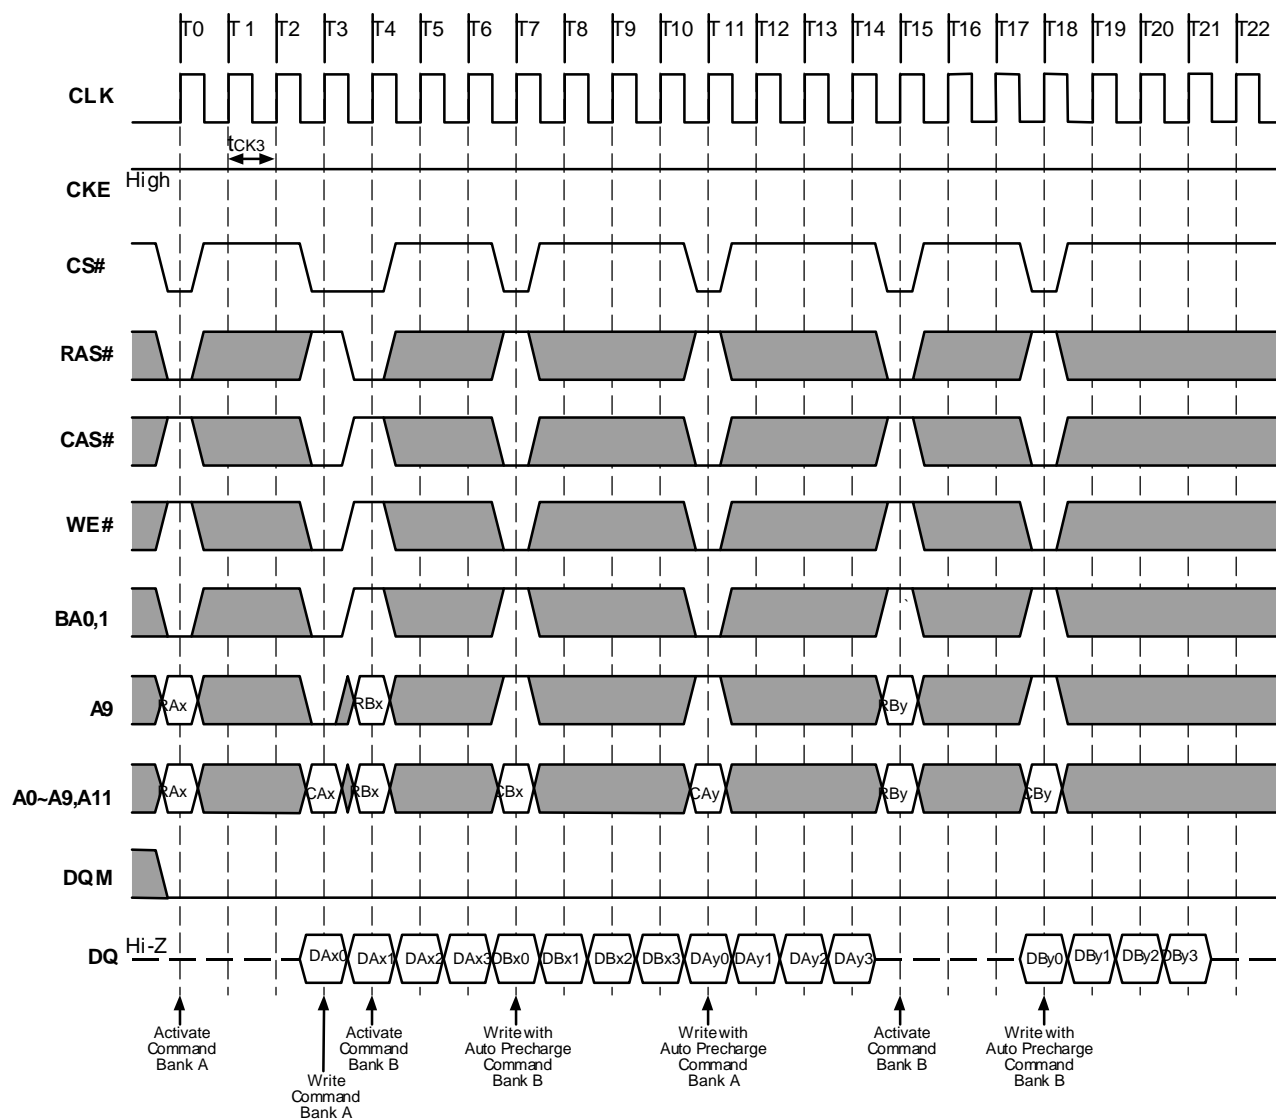 T0 T1 T2 T3 T4 T5 T6 T7 T8 T9 T10 T11 T12 T13 T14 T15 T16 T17 T18 T19 T20 T21 T22
CLK
tCK3
High
CKE
CS#
RAS#
CAS#
WE#
BA0,1
A9 RAx RBx RBy
A0~A9,A11 RAx CAx RBx CBx CAy RBy CBy
DQM
Hi-Z
DQ DAx0 DAx1 DAx2 DAx3 DBx0 DBx1 DBx2 DBx3 DAy0 DAy1 DAy2 DAy3 DBy0 DBy1 DBy2 DBy3
Activate
Command
Bank A
Write
Command
Bank A
Activate
Command
Bank B
Write with
Auto Precharge
Command
Bank B
Write with
Auto Precharge
Command
Bank A
Activate
Command
Bank B
Write with
Auto Precharge
Command
Bank B